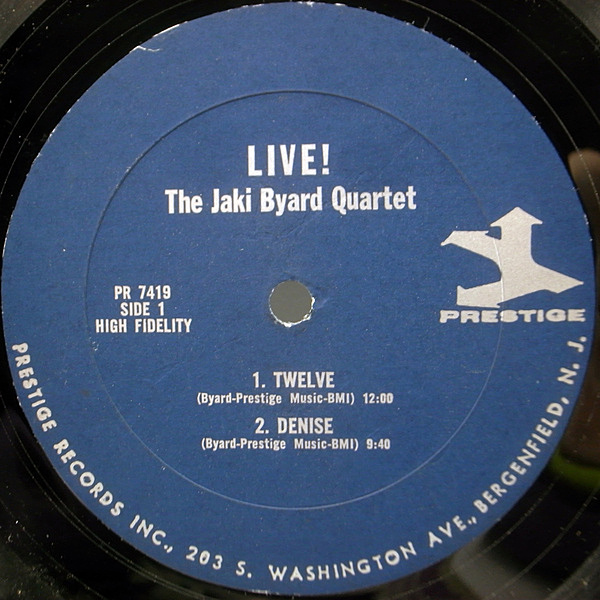 LIVE!
The Jaki Byard Quartet
PR 7419
SIDE 1
HIGH FIDELITY
PRESTIGE
1. TWELVE
(Byard-Prestige Music-BMI) 12:00
2. DENISE
(Byard-Prestige Music-BMI) 9:40
PRESTIGE RECORDS INC., 203 S. WASHINGTON AVE., BERGENFIELD, N. J.